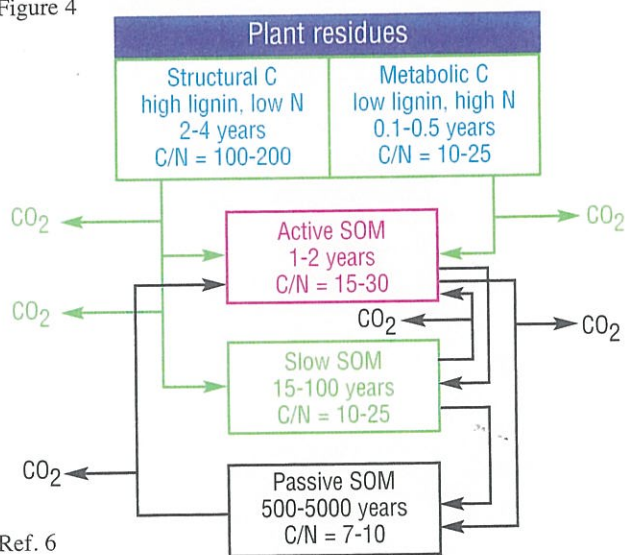 Figure 4
Plant residues
Structural C
high lignin, low N
2-4 years
C/N = 100-200
Metabolic C
low lignin, high N
0.1-0.5 years
C/N = 10-25
CO2
CO2
Active SOM
1-2 years
C/N = 15-30
CO2
CO2
CO2
Slow SOM
15-100 years
C/N = 10-25
CO2
Passive SOM
500-5000 years
C/N = 7-10
Ref. 6